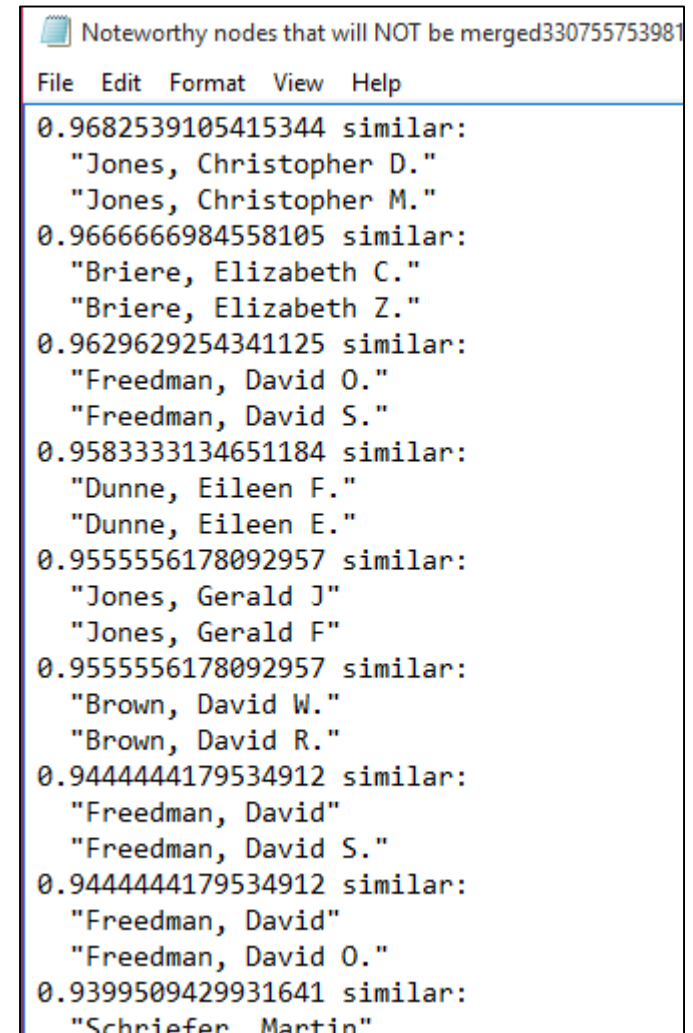 Noteworthy nodes that will NOT be merged330755753981
File Edit Format View Help
0.9682539105415344 similar:
"Jones, Christopher D."
"Jones, Christopher M."
0.9666666984558105 similar:
"Briere, Elizabeth C."
"Briere, Elizabeth Z."
0.9629629254341125 similar:
"Freedman, David O."
"Freedman, David S."
0.9583333134651184 similar:
"Dunne, Eileen F."
"Dunne, Eileen E."
0.9555556178092957 similar:
"Jones, Gerald J"
"Jones, Gerald F"
0.9555556178092957 similar:
"Brown, David W."
"Brown, David R."
0.9444444179534912 similar:
"Freedman, David"
"Freedman, David S."
0.9444444179534912 similar:
"Freedman, David"
"Freedman, David O."
0.9399509429931641 similar:
"Schriefer, Martin"